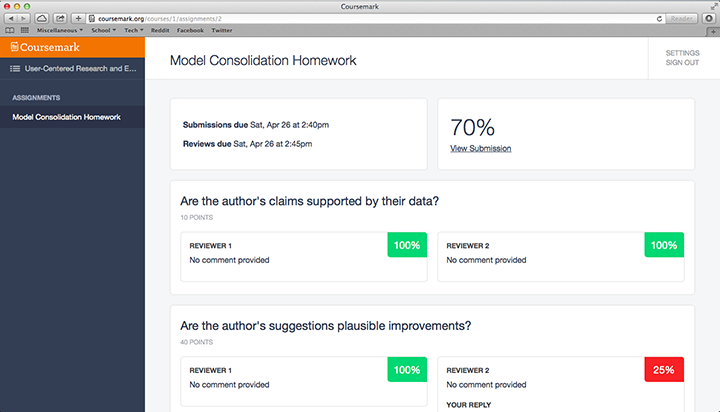 Coursemark
coursemark.org/courses/1/assignments/2
Reader
Miscellaneous School Tech Reddit Facebook Twitter
Coursemark
Model Consolidation Homework
SETTINGS
SIGN OUT
User-Centered Research and E...
ASSIGNMENTS
Model Consolidation Homework
Submissions due Sat, Apr 26 at 2:40pm
Reviews due Sat, Apr 26 at 2:45pm
70%
View Submission
Are the author's claims supported by their data?
10 POINTS
REVIEWER 1
100%
No comment provided
REVIEWER 2
100%
No comment provided
Are the author's suggestions plausible improvements?
40 POINTS
REVIEWER 1
100%
No comment provided
REVIEWER 2
25%
No comment provided
YOUR REPLY